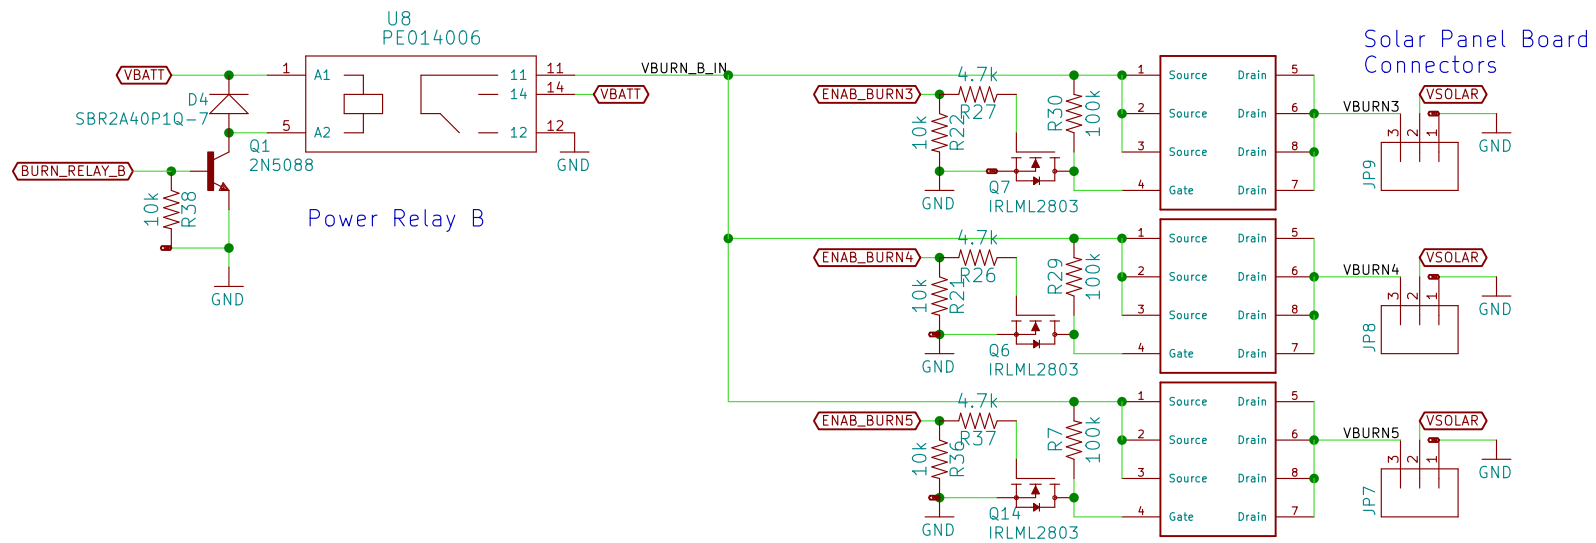 U8
PE014006
VBATT
1
A1
11
11
VBURN_B_IN
14
14
VBATT
D4
SBR2A40P1Q-7
5
A2
12
12
GND
Q1
2N5088
BURN_RELAY_B
10k
R38
GND
Power Relay B
Solar Panel Board
Connectors
ENAB_BURN3
4.7k
R27
10k
R22
R30
100k
GND
Q7
IRLML2803
1
Source
Drain
5
2
Source
Drain
6
3
Source
Drain
8
4
Gate
Drain
7
VBURN3
VSOLAR
3
2
1
GND
JP9
ENAB_BURN4
4.7k
R26
10k
R21
R29
100k
GND
Q6
IRLML2803
1
Source
Drain
5
2
Source
Drain
6
3
Source
Drain
8
4
Gate
Drain
7
VBURN4
VSOLAR
3
2
1
GND
JP8
ENAB_BURN5
4.7k
R37
10k
R36
R7
100k
GND
Q14
IRLML2803
1
Source
Drain
5
2
Source
Drain
6
3
Source
Drain
8
4
Gate
Drain
7
VBURN5
VSOLAR
3
2
1
GND
JP7